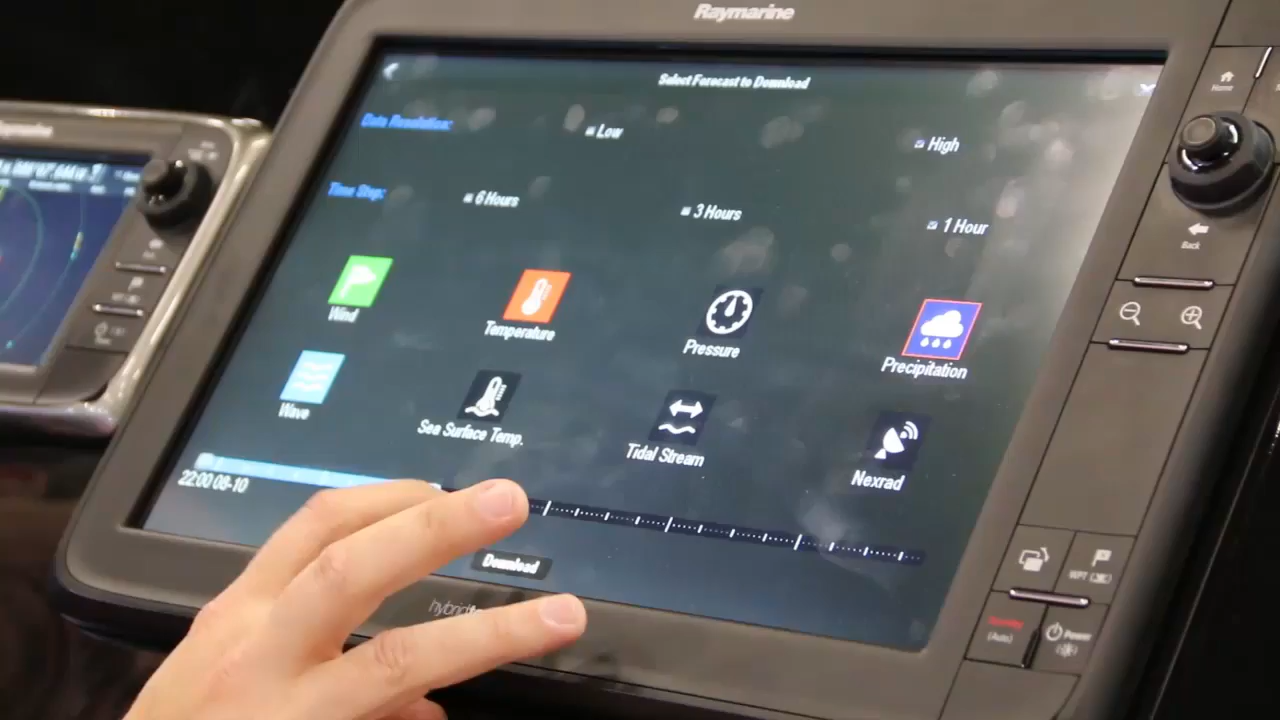 Raymarine
Select Forecast to Download
Data Resolution:
Low
High
Time Step:
6 Hours
3 Hours
1 Hour
Wind
Temperature
Pressure
Precipitation
Wave
Sea Surface Temp.
Tidal Stream
Nexrad
22:00 08-10
Download
Home
Back
WPT
(Auto)
Power